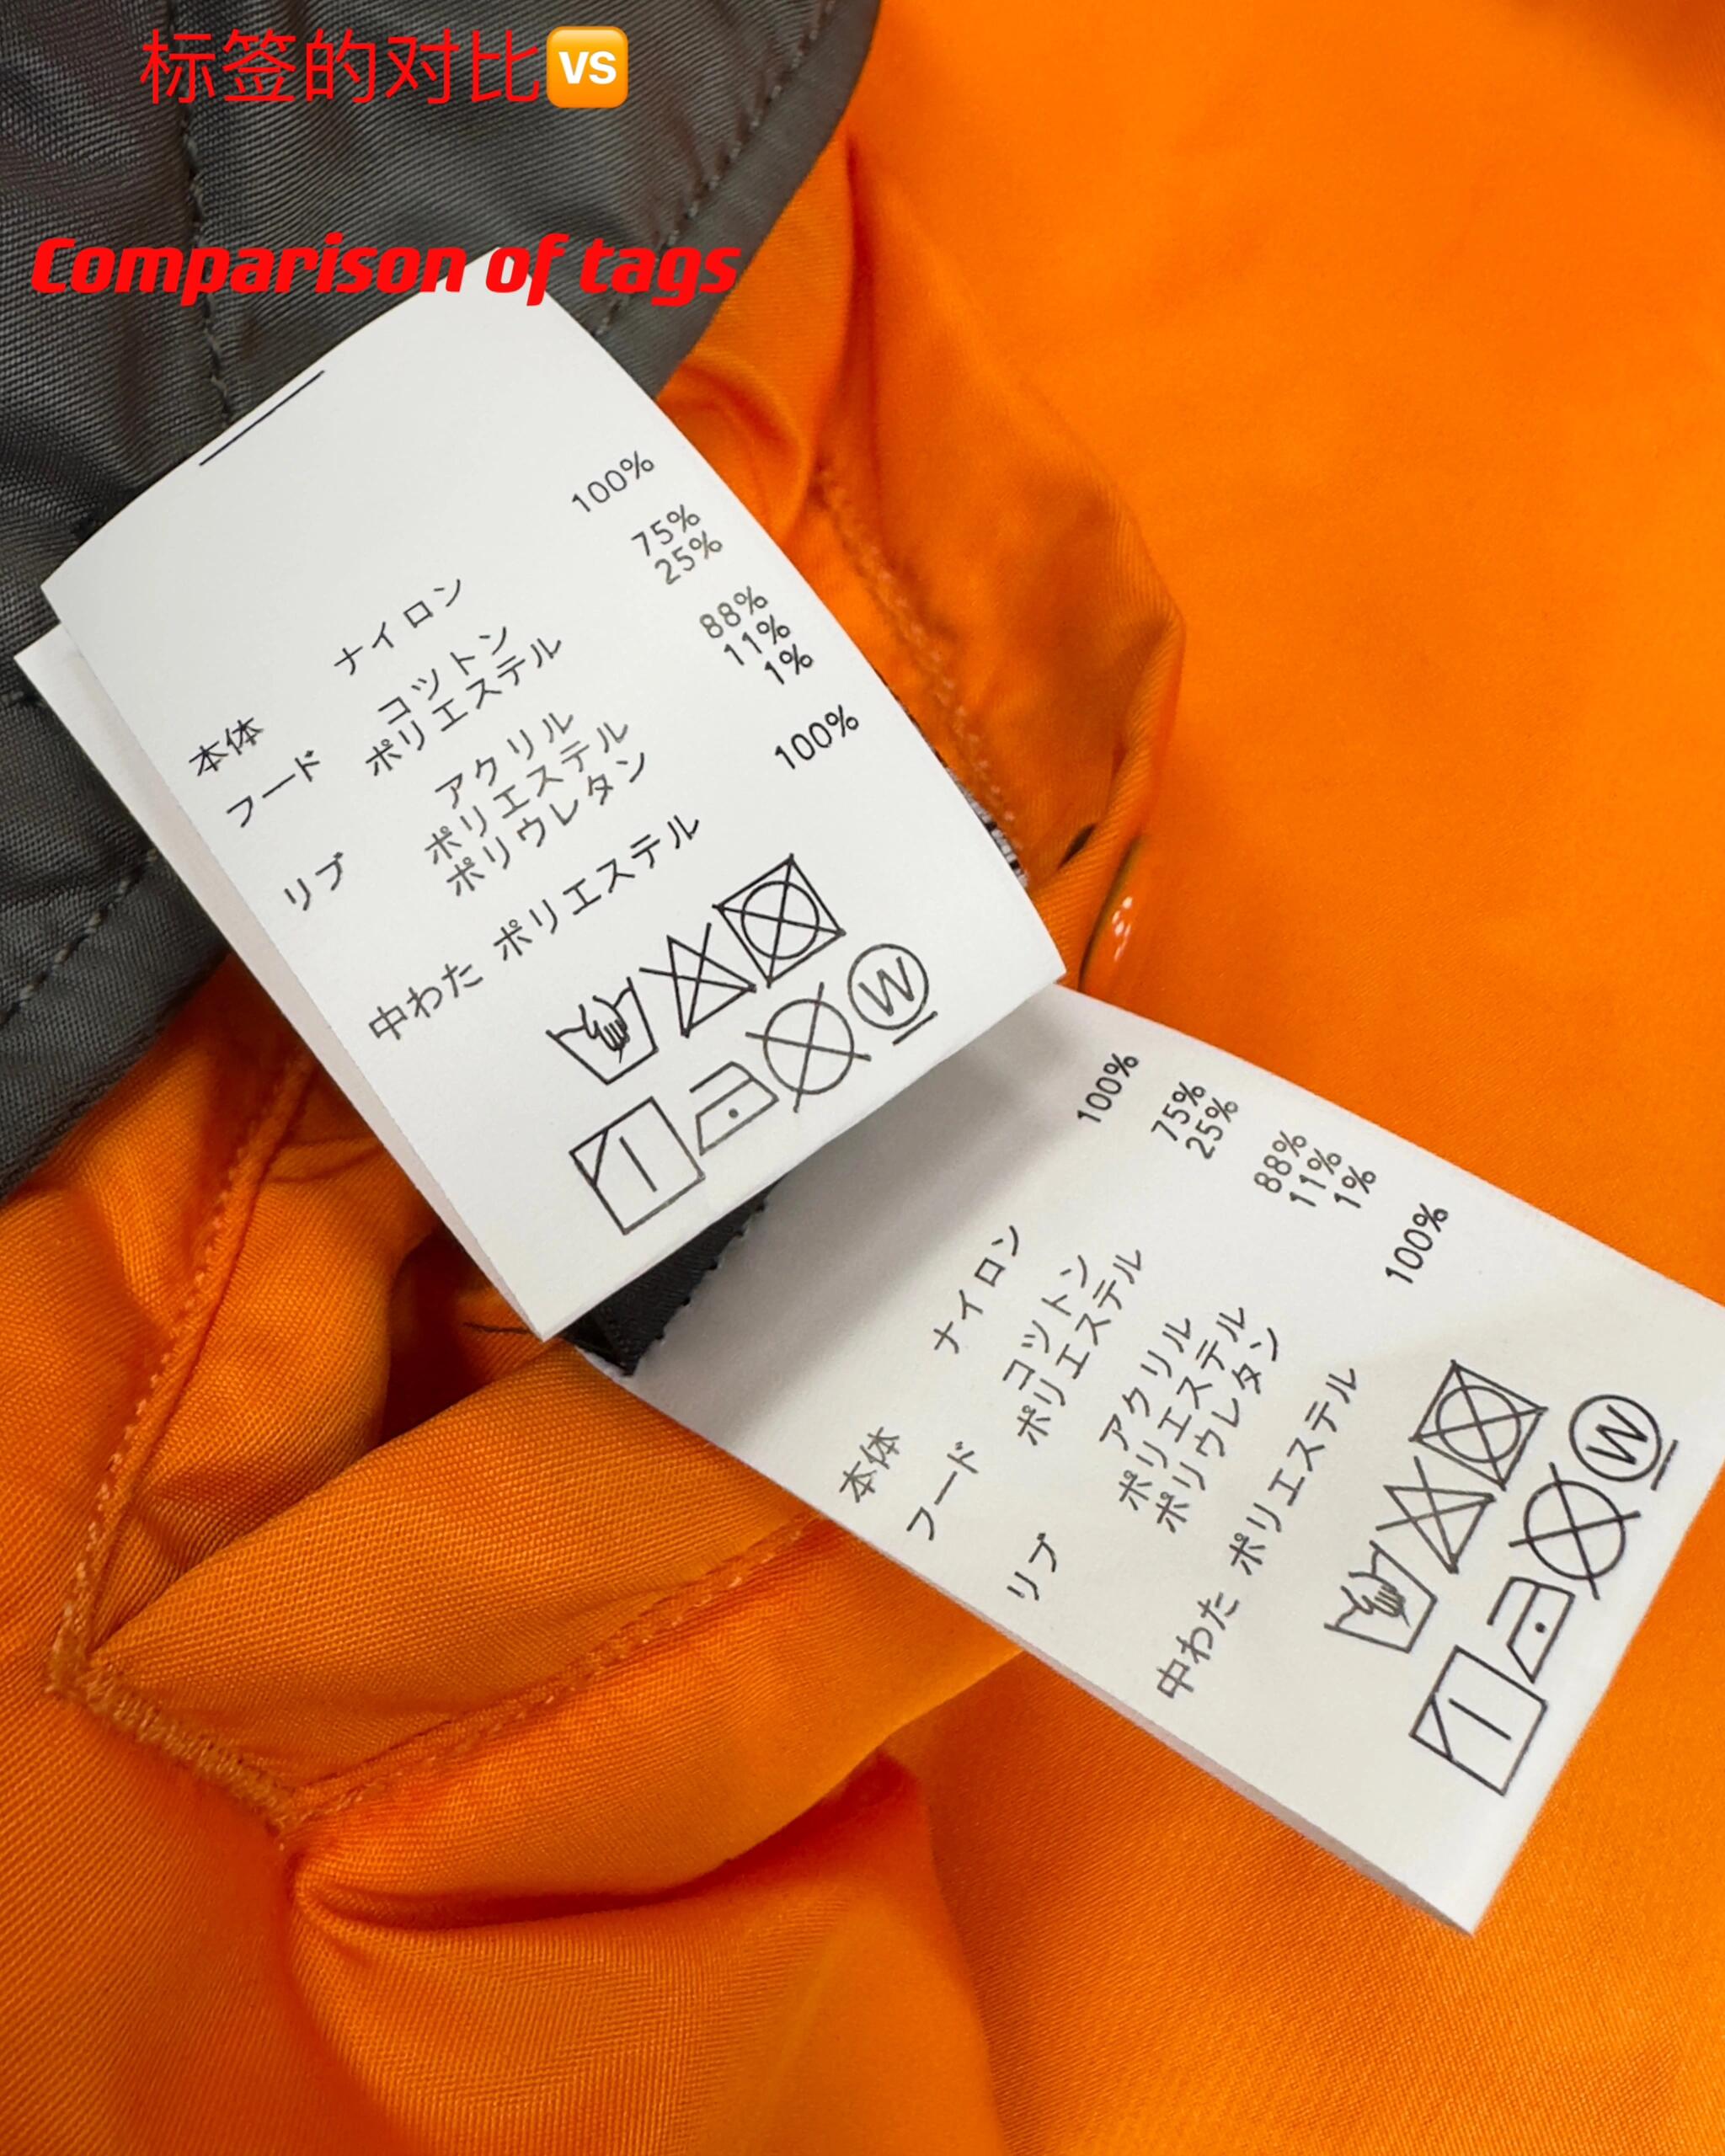 标签的对比🆚
Comparison of tags
本体 ナイロン 100%
フード コットン 75%
ポリエステル 25%
リブ アクリル 88%
ポリエステル 11%
ポリウレタン 1%
中わた ポリエステル 100%
W
本体 ナイロン 100%
フード コットン 75%
ポリエステル 25%
リブ アクリル 88%
ポリエステル 11%
ポリウレタン 1%
中わた ポリエステル 100%
W